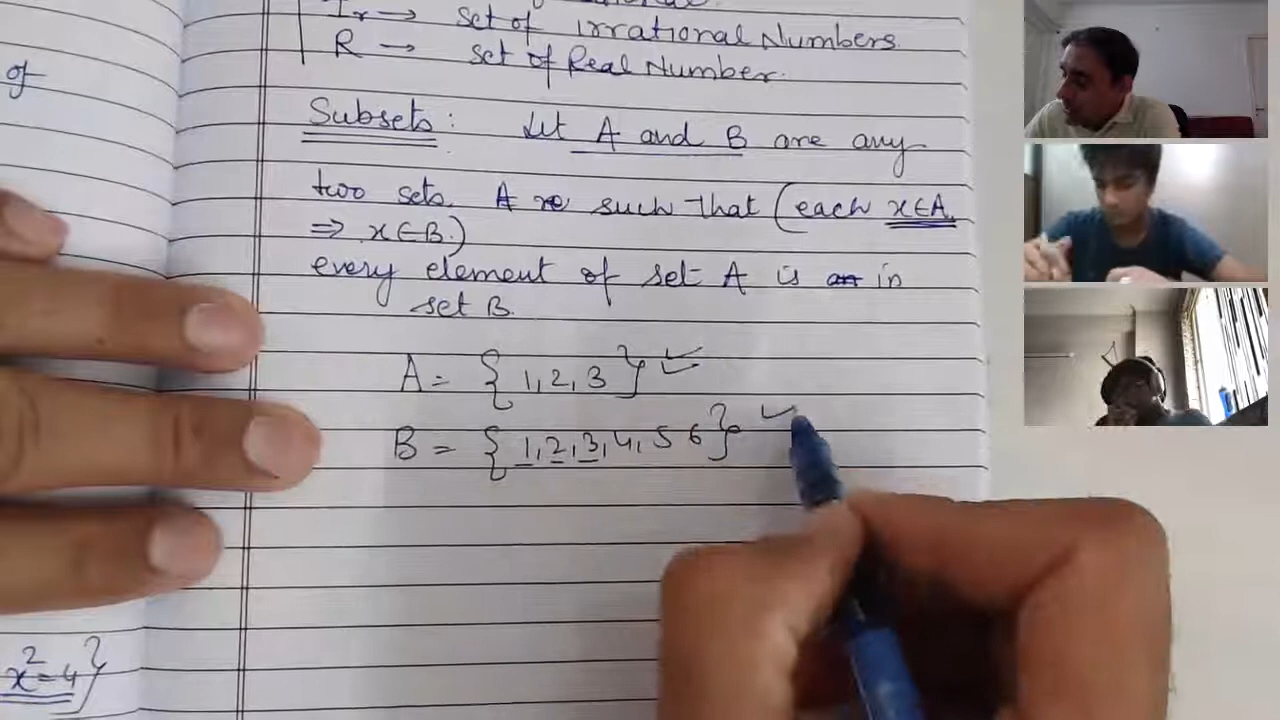 of
x²=4}
Ir → set of irrational Numbers.
R → set of Real Number.
Subsets: Let A and B are any
two sets. A such that (each x∈A.
⇒ x∈B.)
every element of set A is in
set B.
A = { 1, 2, 3 }
B = { 1, 2, 3, 4, 5 6 }